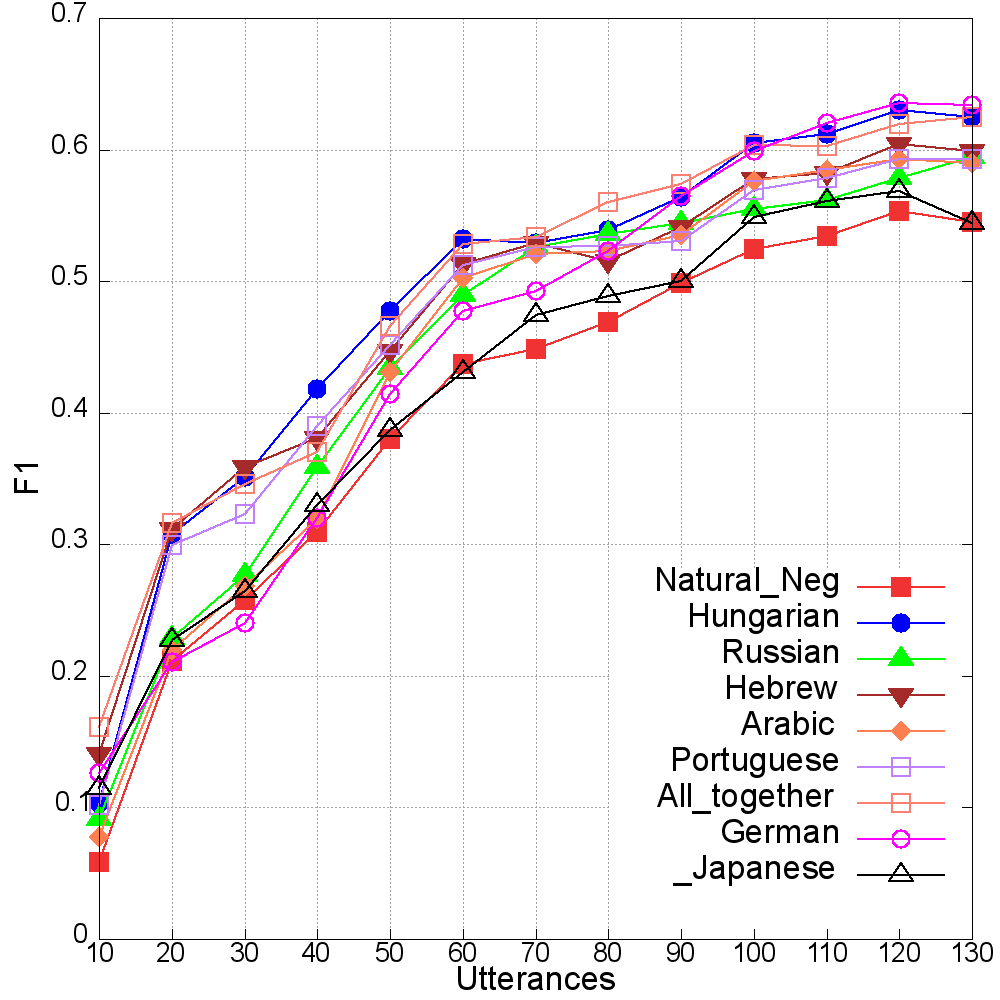 0.7
0.6
0.5
0.4
0.3
0.2
0.1
0
F1
10 20 30 40 50 60 70 80 90 100 110 120 130
Utterances
Natural_Neg
Hungarian
Russian
Hebrew
Arabic
Portuguese
All_together
German
_Japanese